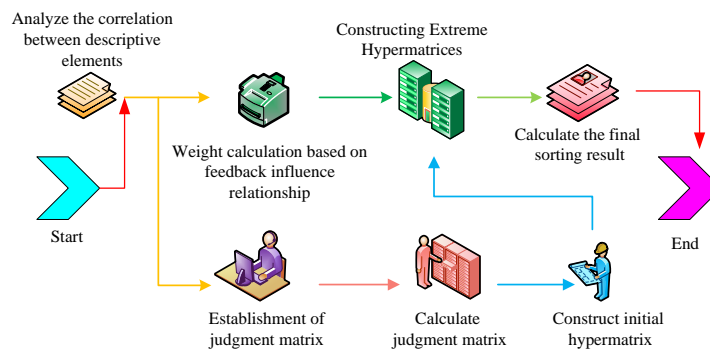 Analyze the correlation
between descriptive
elements
Constructing Extreme
Hypermatrices
Weight calculation based on
feedback influence
relationship
Calculate the final
sorting result
Start
End
Establishment of
judgment matrix
Calculate
judgment matrix
Construct initial
hypermatrix